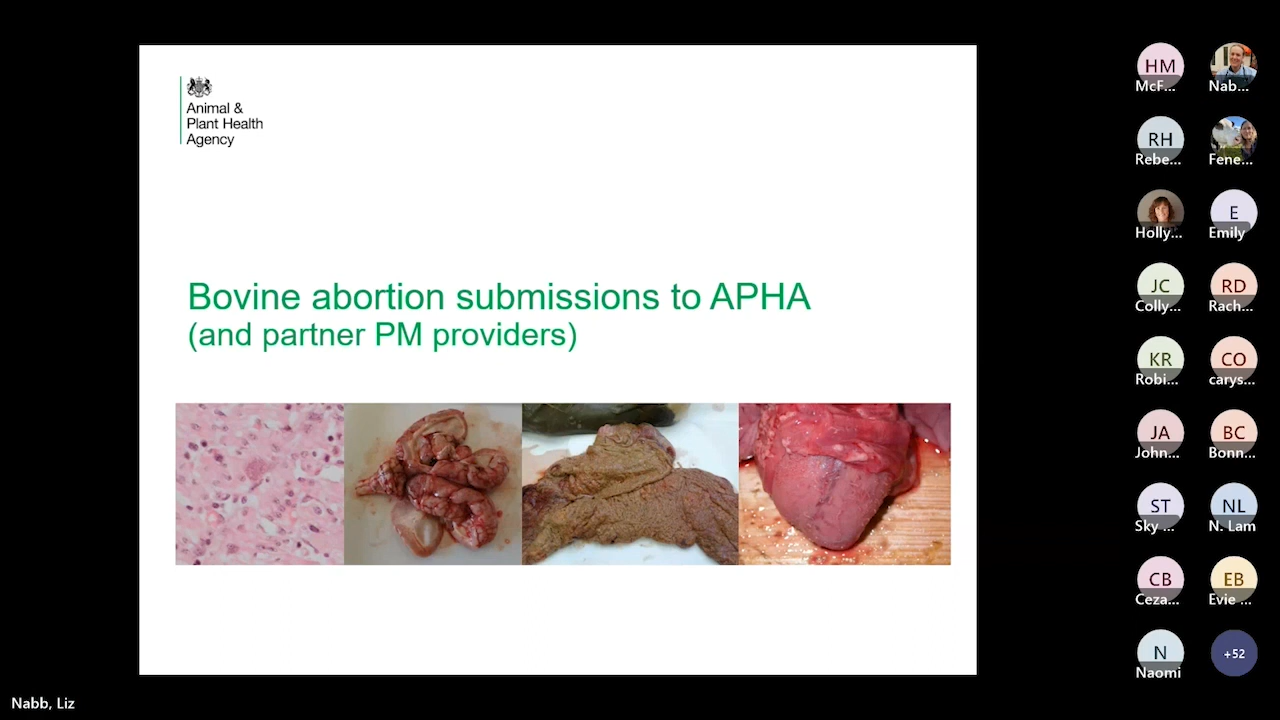 Animal &
Plant Health
Agency
Bovine abortion submissions to APHA
(and partner PM providers)
HM
McF...
Nab...
RH
Rebe...
Fene...
Holly...
E
Emily
JC
Colly...
RD
Rach...
KR
Robi...
CO
carys...
JA
John...
BC
Bonn...
ST
Sky ...
NL
N. Lam
CB
Ceza...
EB
Evie ...
N
Naomi
+52
Nabb, Liz